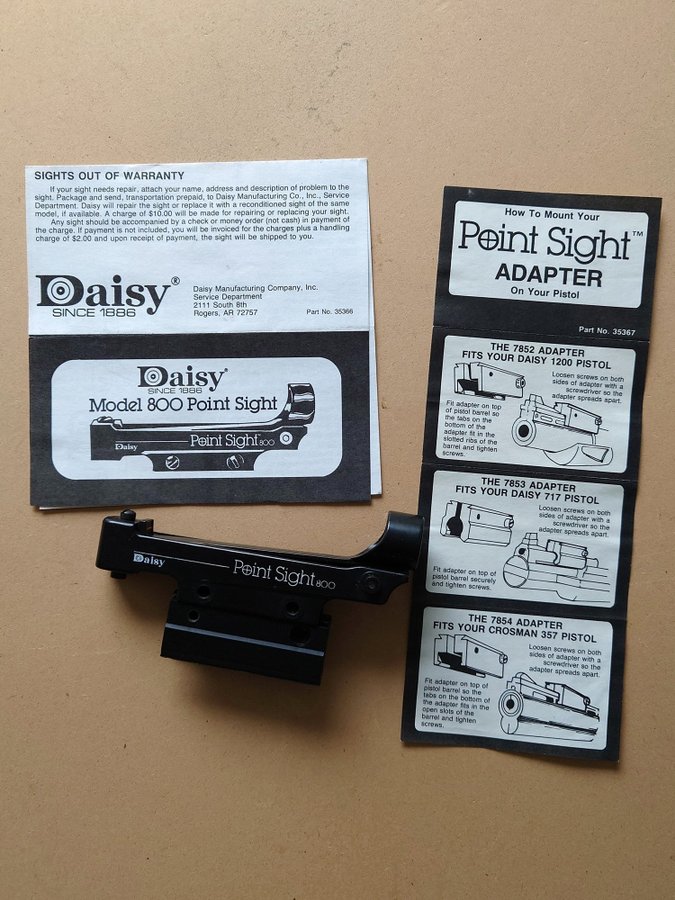 SIGHTS OUT OF WARRANTY
If your sight needs repair, attach your name, address and description of problem to the
sight. Package and send, transportation prepaid, to Daisy Manufacturing Co., Inc., Service
Department. Daisy will repair the sight or replace it with a reconditioned sight of the same
model, if available. A charge of $10.00 will be made for repairing or replacing your sight.
Any sight should be accompanied by a check or money order (not cash) in payment of
the charge. If payment is not included, you will be invoiced for the charges plus a handling
charge of $2.00 and upon receipt of payment, the sight will be shipped to you.
Daisy®
SINCE 1886
Daisy Manufacturing Company, Inc.
Service Department
2111 South 8th
Rogers, AR 72757
Part No. 35366
Daisy®
SINCE 1886
Model 800 Point Sight
Daisy
Point Sight 800
Daisy
Point Sight 800
How To Mount Your
Point Sight™
ADAPTER
On Your Pistol
Part No. 35367
THE 7852 ADAPTER
FITS YOUR DAISY 1200 PISTOL
Loosen screws on both
sides of adapter with a
screwdriver so the
adapter spreads apart.
Fit adapter on top
of pistol barrel so
the tabs on the
bottom of the
adapter fit in the
slotted ribs of the
barrel and tighten
screws.
THE 7853 ADAPTER
FITS YOUR DAISY 717 PISTOL
Loosen screws on both
sides of adapter with a
screwdriver so the
adapter spreads apart.
Fit adapter on top of
pistol barrel securely
and tighten screws.
THE 7854 ADAPTER
FITS YOUR CROSMAN 357 PISTOL
Loosen screws on both
sides of adapter with a
screwdriver so the
adapter spreads apart.
Fit adapter on top of
pistol barrel so the
tabs on the bottom of
the adapter fits in the
open slots of the
barrel and tighten
screws.